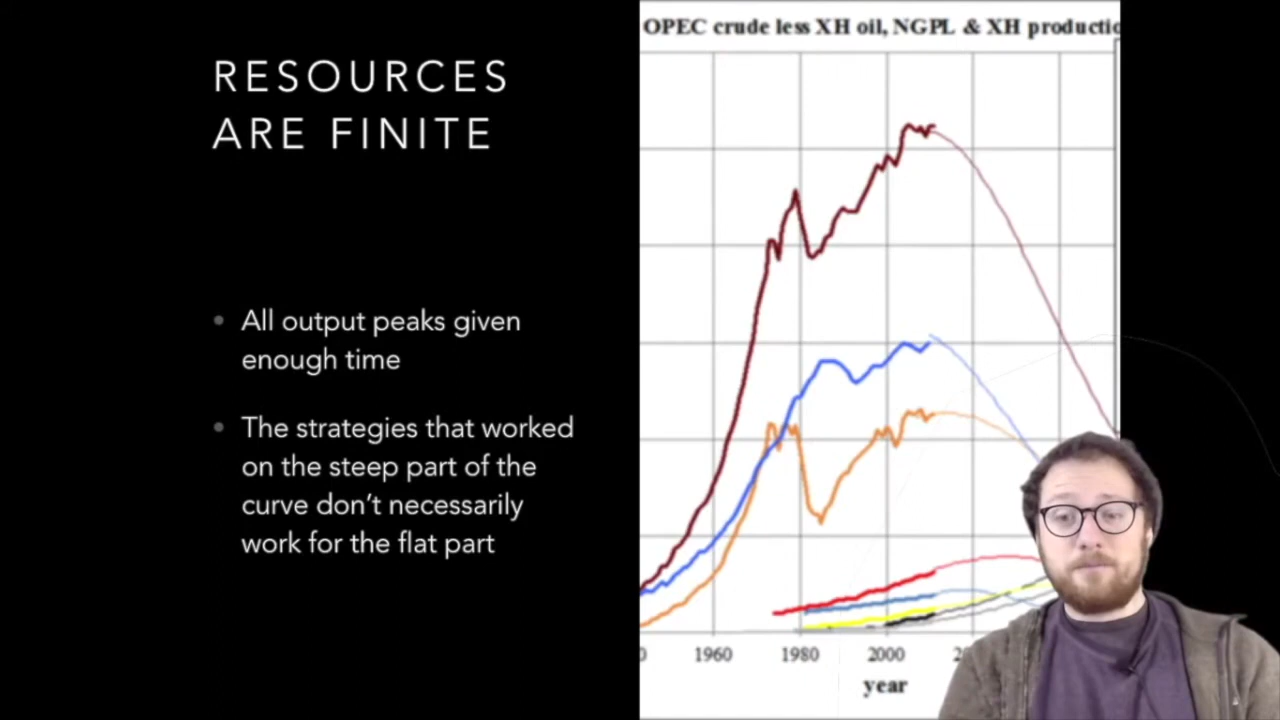 RESOURCES
ARE FINITE
All output peaks given
enough time
The strategies that worked
on the steep part of the
curve don't necessarily
work for the flat part
OPEC crude less XH oil, NGPL & XH productio
0 1960 1980 2000 2
year